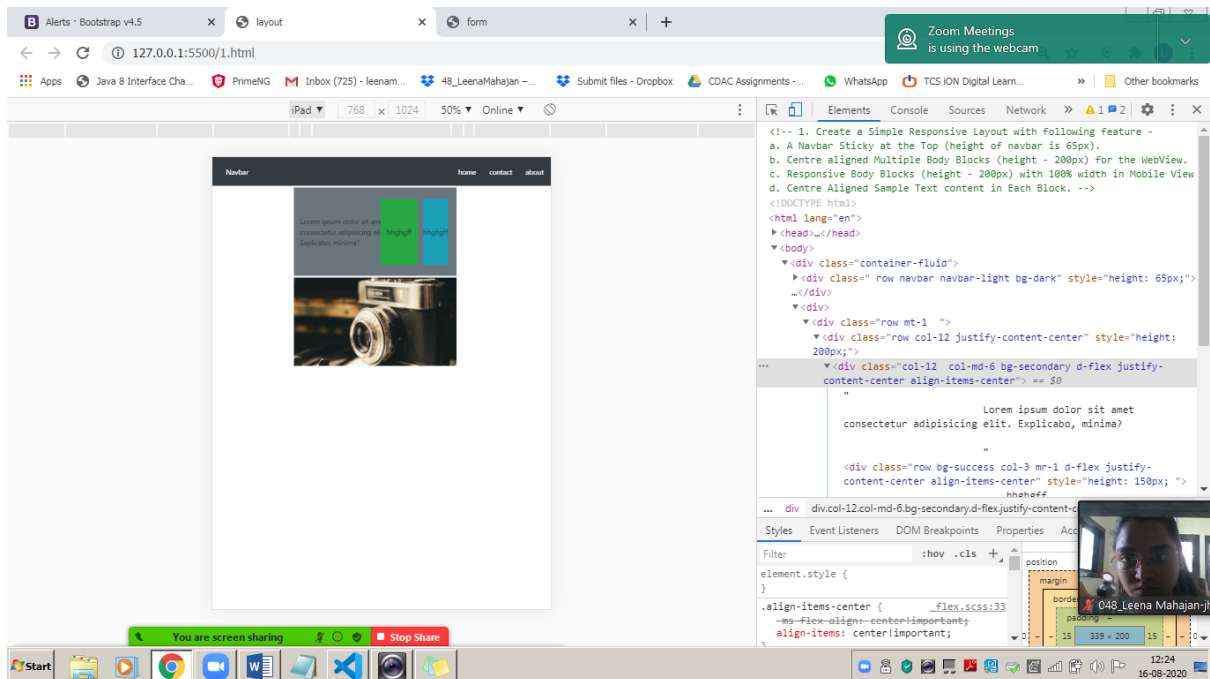 Alerts · Bootstrap v4.5
layout
form
Zoom Meetings
is using the webcam
127.0.0.1:5500/1.html
Apps
Java 8 Interface Cha...
PrimeNG
Inbox (725) - leenam...
48_LeenaMahajan –...
Submit files - Dropbox
CDAC Assignments -...
WhatsApp
TCS iON Digital Learn...
»
Other bookmarks
iPad ▼ 768 x 1024 50% ▼ Online ▼
Elements Console Sources Network » 1 2
Navbar home contact about
Lorem ipsum dolor sit am
consectetur adipisicing eli
Explicabo, minima?
hhghgff
hhghgff
<!-- 1. Create a Simple Responsive Layout with following feature -
a. A Navbar Sticky at the Top (height of navbar is 65px).
b. Centre aligned Multiple Body Blocks (height - 200px) for the WebView.
c. Responsive Body Blocks (height - 200px) with 100% width in Mobile View
d. Centre Aligned Sample Text content in Each Block. -->
<!DOCTYPE html>
<html lang="en">
▶<head>…</head>
▼<body>
▼<div class="container-fluid">
▶<div class=" row navbar navbar-light bg-dark" style="height: 65px;">
…</div>
▼<div>
▼<div class="row mt-1  ">
▼<div class="row col-12 justify-content-center" style="height:
200px;">
… ▼<div class="col-12  col-md-6 bg-secondary d-flex justify-
content-center align-items-center"> == $0
"
Lorem ipsum dolor sit amet
consectetur adipisicing elit. Explicabo, minima?
"
<div class="row bg-success col-3 mr-1 d-flex justify-
content-center align-items-center" style="height: 150px; ">
hhghgff
... div div.col-12.col-md-6.bg-secondary.d-flex.justify-content-c
Styles Event Listeners DOM Breakpoints Properties Acc
Filter :hov .cls +
element.style {
}
.align-items-center { _flex.scss:33
-ms-flex-align: center!important;
align-items: center!important;
}
position
margin
borde
padding –
0 – – 15 339 × 200 15 – – 0
048_Leena Mahajan-jh
You are screen sharing
Stop Share
Start
12:24
16-08-2020